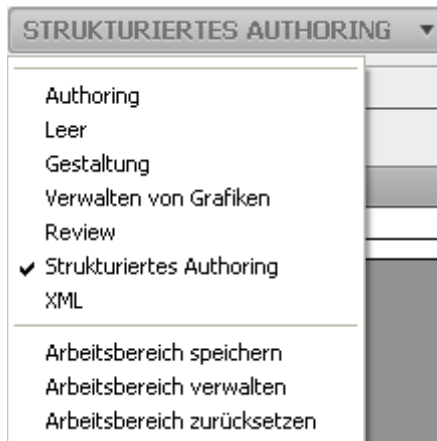 STRUKTURIERTES AUTHORING
Authoring
Leer
Gestaltung
Verwalten von Grafiken
Review
Strukturiertes Authoring
XML
Arbeitsbereich speichern
Arbeitsbereich verwalten
Arbeitsbereich zurücksetzen